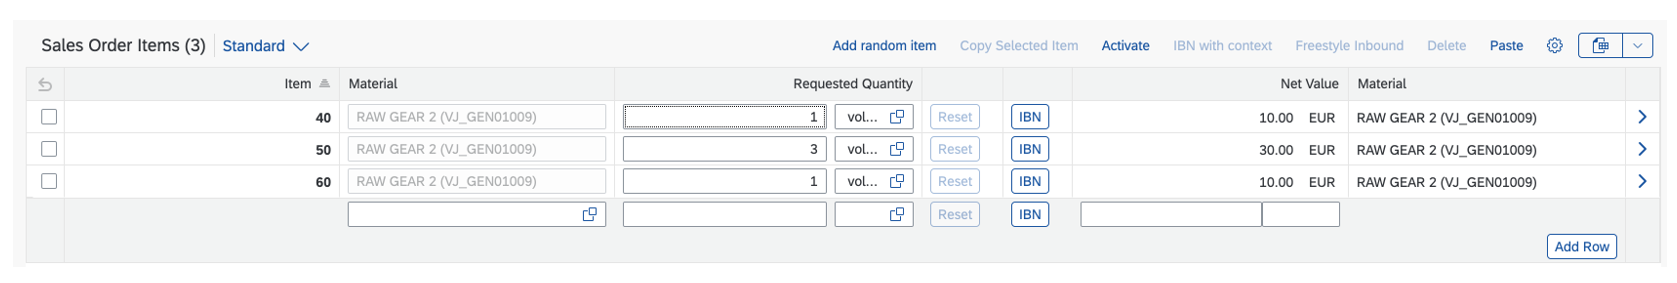 Sales Order Items (3) Standard Add random item Copy Selected Item Activate IBN with context Freestyle Inbound Delete Paste
Item Material Requested Quantity Net Value Material
40 RAW GEAR 2 (VJ_GEN01009) 1 vol... Reset IBN 10.00 EUR RAW GEAR 2 (VJ_GEN01009)
50 RAW GEAR 2 (VJ_GEN01009) 3 vol... Reset IBN 30.00 EUR RAW GEAR 2 (VJ_GEN01009)
60 RAW GEAR 2 (VJ_GEN01009) 1 vol... Reset IBN 10.00 EUR RAW GEAR 2 (VJ_GEN01009)
Reset IBN
Add Row